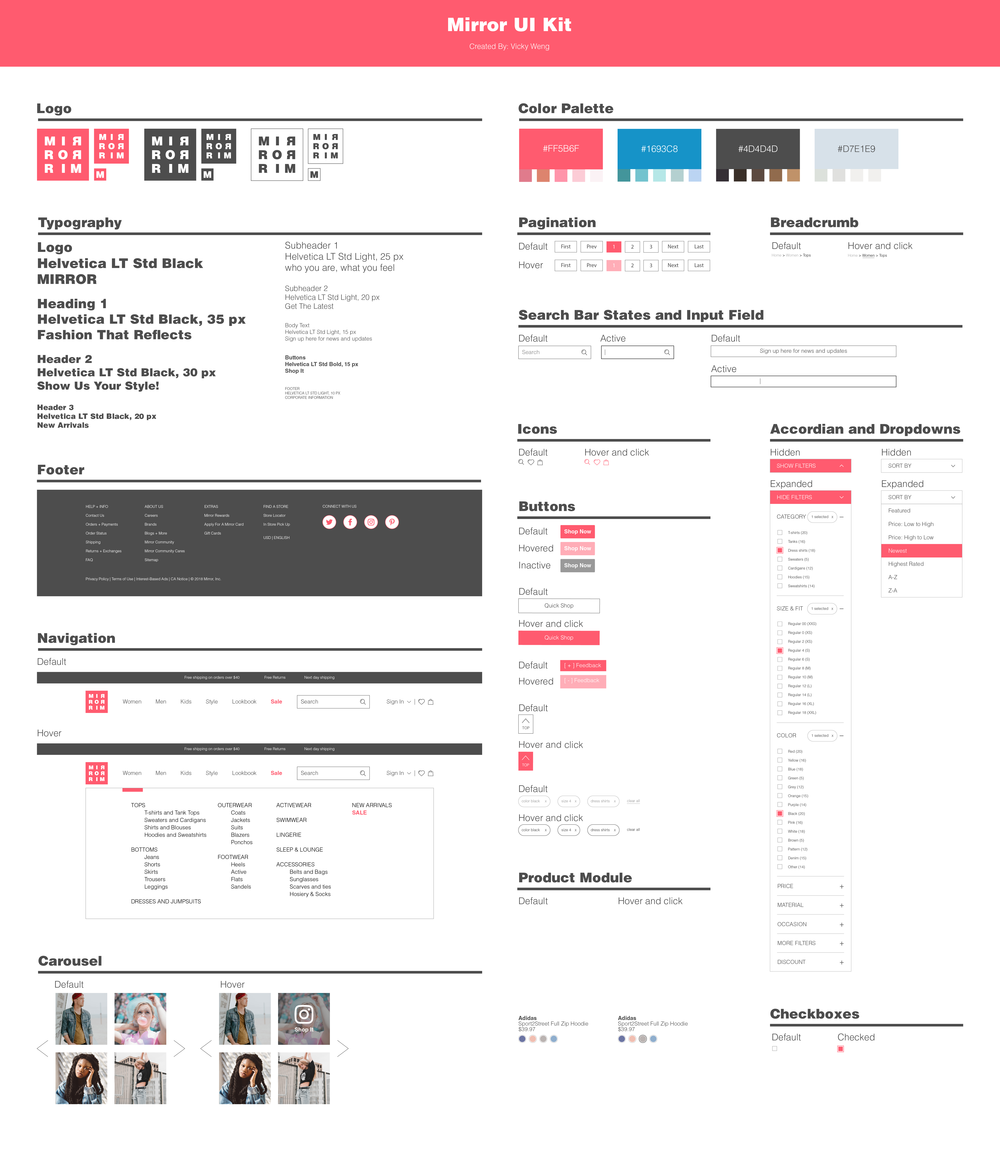 Mirror UI Kit
Created By: Vicky Weng
Logo
MIR
ROR
RIM
MIR
ROR
RIM
M
MIR
ROR
RIM
MIR
ROR
RIM
M
MIR
ROR
RIM
MIR
ROR
RIM
M
Typography
Logo
Helvetica LT Std Black
MIRROR
Heading 1
Helvetica LT Std Black, 35 px
Fashion That Reflects
Header 2
Helvetica LT Std Black, 30 px
Show Us Your Style!
Header 3
Helvetica LT Std Black, 20 px
New Arrivals
Subheader 1
Helvetica LT Std Light, 25 px
who you are, what you feel
Subheader 2
Helvetica LT Std Light, 20 px
Get The Latest
Body Text:
Helvetica LT Std Light, 15 px
Sign up here for news and updates
Buttons
Helvetica LT Std Bold, 15 px
Shop It
FOOTER
HELVETICA LT STD LIGHT, 10 PX
CORPORATE INFORMATION
Footer
HELP + INFO
Contact Us
Orders + Payments
Order Status
Shipping
Returns + Exchanges
FAQ
ABOUT US
Careers
Brands
Blogs + More
Mirror Community
Mirror Community Cares
Sitemap
EXTRAS
Mirror Rewards
Apply For A Mirror Card
Gift Cards
FIND A STORE
Store Locator
In Store Pick Up
USD | ENGLISH
CONNECT WITH US
Privacy Policy | Terms of Use | Interest-Based Ads | CA Notice | © 2018 Mirror, Inc.
Navigation
Default
Free shipping on orders over $40 Free Returns Next day shipping
MIR
ROR
RIM
Women Men Kids Style Lookbook Sale Search Sign In |
Hover
Free shipping on orders over $40 Free Returns Next day shipping
MIR
ROR
RIM
Women Men Kids Style Lookbook Sale Search Sign In |
TOPS
T-shirts and Tank Tops
Sweaters and Cardigans
Shirts and Blouses
Hoodies and Sweatshirts
BOTTOMS
Jeans
Shorts
Skirts
Trousers
Leggings
DRESSES AND JUMPSUITS
OUTERWEAR
Coats
Jackets
Suits
Blazers
Ponchos
FOOTWEAR
Heels
Active
Flats
Sandels
ACTIVEWEAR
SWIMWEAR
LINGERIE
SLEEP & LOUNGE
ACCESSORIES
Belts and Bags
Sunglasses
Scarves and ties
Hosiery & Socks
NEW ARRIVALS
SALE
Carousel
Default
Hover
Shop It
Color Palette
#FF5B6F
#1693C8
#4D4D4D
#D7E1E9
Pagination
Default First Prev 1 2 3 Next Last
Hover First Prev 1 2 3 Next Last
Breadcrumb
Default
Home > Women > Tops
Hover and click
Home > Women > Tops
Search Bar States and Input Field
Default
Search
Active
Default
Sign up here for news and updates
Active
Icons
Default
Hover and click
Buttons
Default Shop Now
Hovered Shop Now
Inactive Shop Now
Default
Quick Shop
Hover and click
Quick Shop
Default [ + ] Feedback
Hovered [ - ] Feedback
Default
TOP
Hover and click
TOP
Default
color: black x size: 4 x dress shirts x clear all
Hover and click
color: black x size: 4 x dress shirts x clear all
Product Module
Default
Hover and click
Adidas
Sport2Street Full Zip Hoodie
$39.97
Adidas
Sport2Street Full Zip Hoodie
$39.97
Accordian and Dropdowns
Hidden
SHOW FILTERS
Expanded
HIDE FILTERS
CATEGORY 1 selected x −
T-shirts (20)
Tanks (16)
Dress shirts (16)
Sweaters (5)
Cardigans (12)
Hoodies (15)
Sweatshirts (14)
SIZE & FIT 1 selected x −
Regular 00 (XXS)
Regular 0 (XS)
Regular 2 (XS)
Regular 4 (S)
Regular 6 (S)
Regular 8 (M)
Regular 10 (M)
Regular 12 (L)
Regular 14 (L)
Regular 16 (XL)
Regular 18 (XXL)
COLOR 1 selected x −
Red (20)
Yellow (16)
Blue (16)
Green (5)
Grey (12)
Orange (15)
Purple (14)
Black (20)
Pink (16)
White (16)
Brown (5)
Pattern (12)
Denim (15)
Other (14)
PRICE +
MATERIAL +
OCCASION +
MORE FILTERS +
DISCOUNT +
Hidden
SORT BY
Expanded
SORT BY
Featured
Price: Low to High
Price: High to Low
Newest
Highest Rated
A-Z
Z-A
Checkboxes
Default
Checked